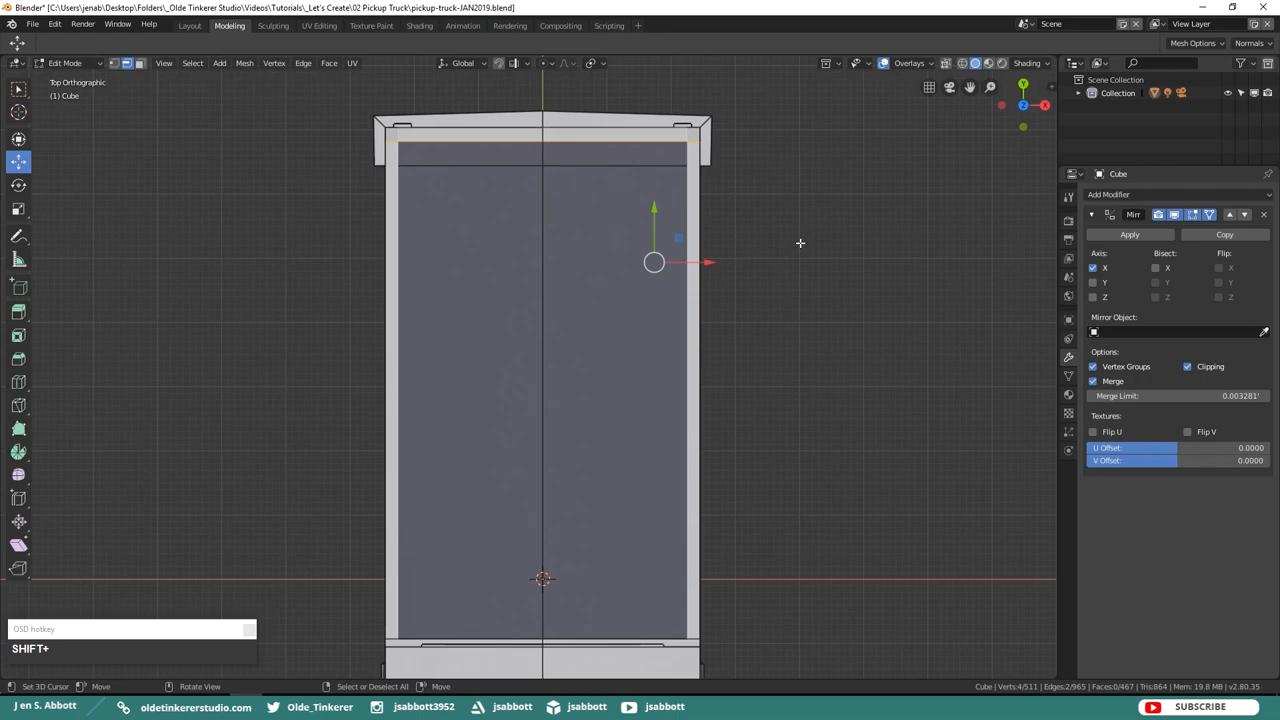 Blender* [C:\Users\jenab\Desktop\Folders\_Olde Tinkerer Studio\Videos\Tutorials\_Let's Create\02 Pickup Truck\pickup-truck-JAN2019.blend]
File Edit Render Window Help Layout Modeling Sculpting UV Editing Texture Paint Shading Animation Rendering Compositing Scripting + Scene View Layer
Mesh Options Normals
Edit Mode View Select Add Mesh Vertex Edge Face UV Global Overlays Shading
Top Orthographic
(1) Cube
Scene Collection
Collection
Y
Z
X
Cube
Add Modifier
Mirr
Apply Copy
Axis: Bisect: Flip:
X X X
Y Y Y
Z Z Z
Mirror Object:
Options:
Vertex Groups Clipping
Merge
Merge Limit: 0.003281'
Textures:
Flip U Flip V
U Offset: 0.0000
V Offset: 0.0000
OSD hotkey
SHIFT+
Set 3D Cursor Move Rotate View Select or Deselect All Move Cube | Verts:4/511 | Edges:2/965 | Faces:0/467 | Tris:864 | Mem: 19.8 MB | v2.80.35
J en S. Abbott oldetinkererstudio.com Olde_Tinkerer jsabbott3952 jsabbott jsabbott jsabbott SUBSCRIBE